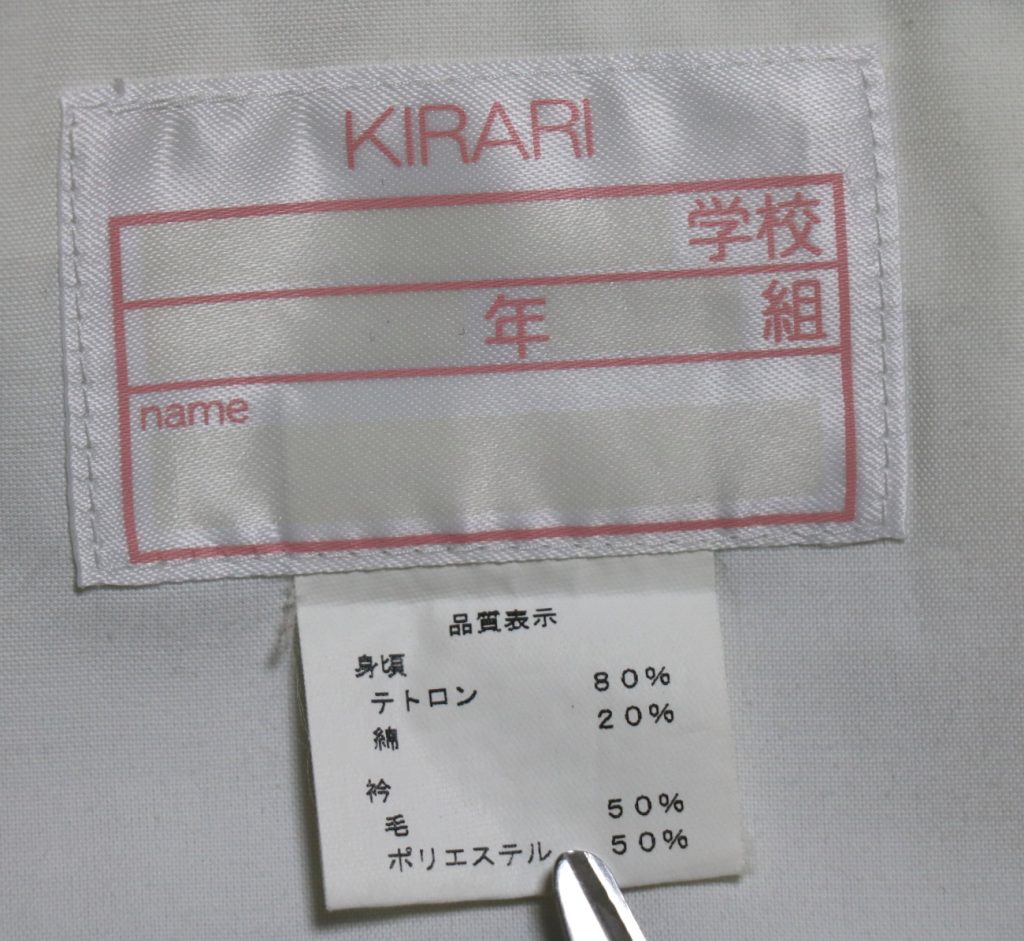 KIRARI
学校
年 組
name
品質表示
身頃
テトロン 80%
綿 20%
衿
毛 50%
ポリエステル 50%